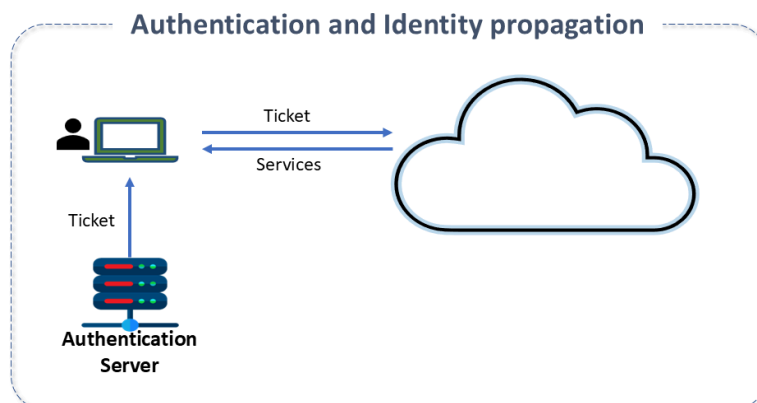 Authentication and Identity propagation
Ticket
Services
Ticket
Authentication
Server